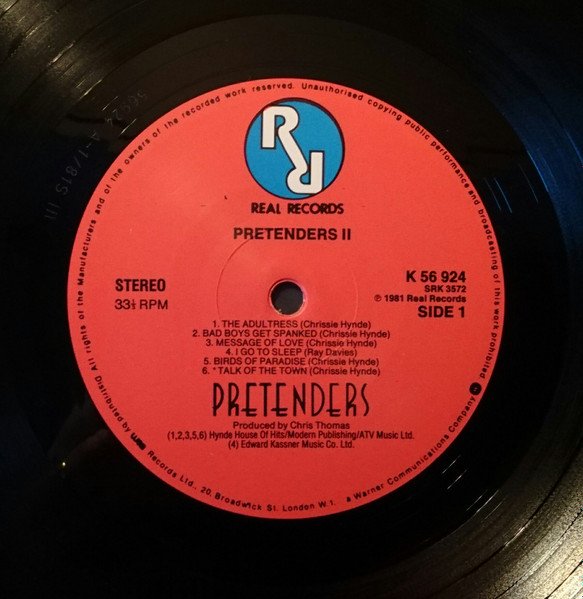 All rights of the Manufacturers and of the owners of the recorded work reserved. Unauthorised copying public performance and broadcasting of this work prohibited
RR
REAL RECORDS
PRETENDERS II
STEREO
33⅓ RPM
K 56 924
SRK 3572
℗ 1981 Real Records
SIDE 1
1. THE ADULTRESS (Chrissie Hynde)
2. BAD BOYS GET SPANKED (Chrissie Hynde)
3. MESSAGE OF LOVE (Chrissie Hynde)
4. I GO TO SLEEP (Ray Davies)
5. BIRDS OF PARADISE (Chrissie Hynde)
6. * TALK OF THE TOWN (Chrissie Hynde)
PRETENDERS
Produced by Chris Thomas
(1,2,3,5,6) Hynde House Of Hits/Modern Publishing/ATV Music Ltd.
(4) Edward Kassner Music Co. Ltd.
Distributed by Records Ltd., 20, Broadwick St. London W 1. a Warner Communications Company